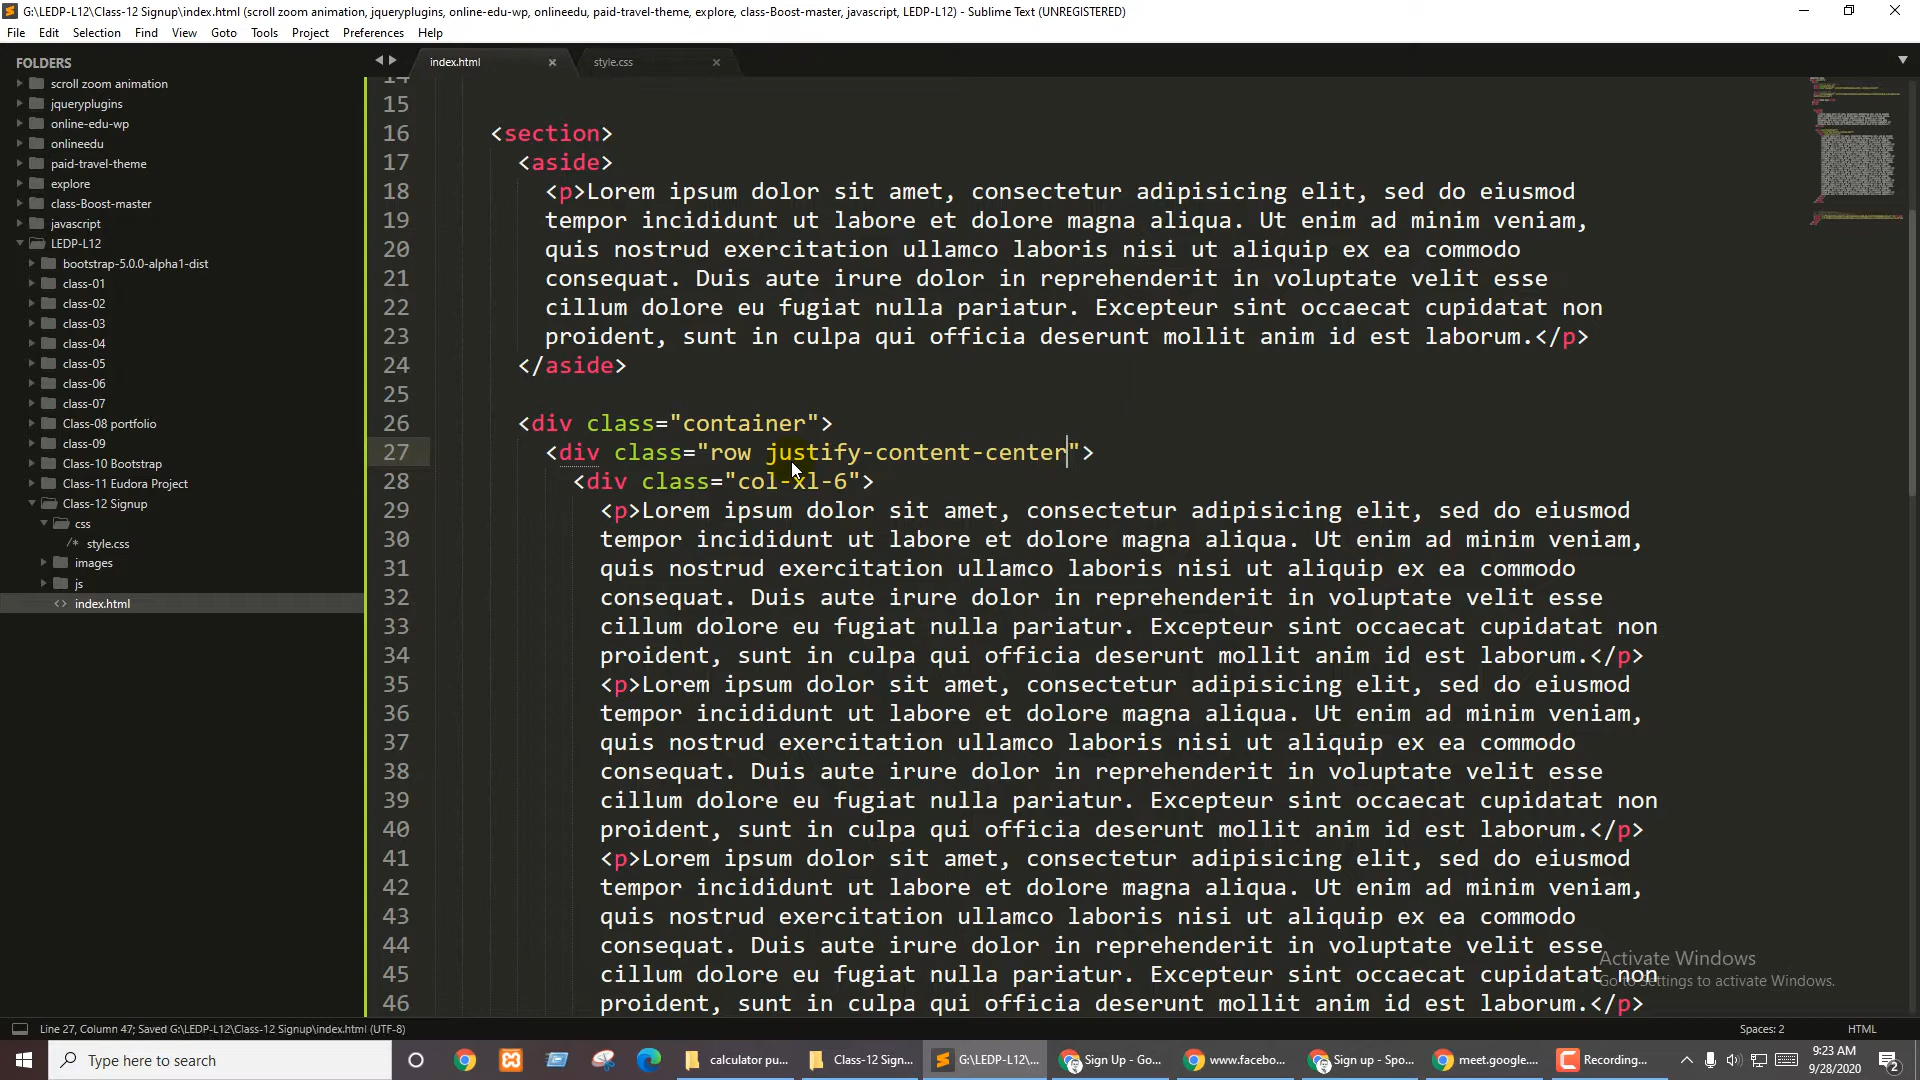 G:\LEDP-L12\Class-12 Signup\index.html (scroll zoom animation, jqueryplugins, online-edu-wp, onlineedu, paid-travel-theme, explore, class-Boost-master, javascript, LEDP-L12) - Sublime Text (UNREGISTERED)
File Edit Selection Find View Goto Tools Project Preferences Help
FOLDERS
scroll zoom animation
jqueryplugins
online-edu-wp
onlineedu
paid-travel-theme
explore
class-Boost-master
javascript
LEDP-L12
bootstrap-5.0.0-alpha1-dist
class-01
class-02
class-03
class-04
class-05
class-06
class-07
Class-08 portfolio
class-09
Class-10 Bootstrap
Class-11 Eudora Project
Class-12 Signup
css
/* style.css
images
js
<> index.html
index.html style.css
14
15
16 <section>
17 <aside>
18 <p>Lorem ipsum dolor sit amet, consectetur adipisicing elit, sed do eiusmod
19 tempor incididunt ut labore et dolore magna aliqua. Ut enim ad minim veniam,
20 quis nostrud exercitation ullamco laboris nisi ut aliquip ex ea commodo
21 consequat. Duis aute irure dolor in reprehenderit in voluptate velit esse
22 cillum dolore eu fugiat nulla pariatur. Excepteur sint occaecat cupidatat non
23 proident, sunt in culpa qui officia deserunt mollit anim id est laborum.</p>
24 </aside>
25
26 <div class="container">
27 <div class="row justify-content-center">
28 <div class="col-xl-6">
29 <p>Lorem ipsum dolor sit amet, consectetur adipisicing elit, sed do eiusmod
30 tempor incididunt ut labore et dolore magna aliqua. Ut enim ad minim veniam,
31 quis nostrud exercitation ullamco laboris nisi ut aliquip ex ea commodo
32 consequat. Duis aute irure dolor in reprehenderit in voluptate velit esse
33 cillum dolore eu fugiat nulla pariatur. Excepteur sint occaecat cupidatat non
34 proident, sunt in culpa qui officia deserunt mollit anim id est laborum.</p>
35 <p>Lorem ipsum dolor sit amet, consectetur adipisicing elit, sed do eiusmod
36 tempor incididunt ut labore et dolore magna aliqua. Ut enim ad minim veniam,
37 quis nostrud exercitation ullamco laboris nisi ut aliquip ex ea commodo
38 consequat. Duis aute irure dolor in reprehenderit in voluptate velit esse
39 cillum dolore eu fugiat nulla pariatur. Excepteur sint occaecat cupidatat non
40 proident, sunt in culpa qui officia deserunt mollit anim id est laborum.</p>
41 <p>Lorem ipsum dolor sit amet, consectetur adipisicing elit, sed do eiusmod
42 tempor incididunt ut labore et dolore magna aliqua. Ut enim ad minim veniam,
43 quis nostrud exercitation ullamco laboris nisi ut aliquip ex ea commodo
44 consequat. Duis aute irure dolor in reprehenderit in voluptate velit esse
45 cillum dolore eu fugiat nulla pariatur. Excepteur sint occaecat cupidatat non
46 proident, sunt in culpa qui officia deserunt mollit anim id est laborum.</p>
Activate Windows
Go to Settings to activate Windows.
Line 27, Column 47; Saved G:\LEDP-L12\Class-12 Signup\index.html (UTF-8) Spaces: 2 HTML
Type here to search
calculator pu... Class-12 Sign... G:\LEDP-L12\... Sign Up - Go... www.facebo... Sign up - Spo... meet.google.... Recording...
9:23 AM
9/28/2020
2